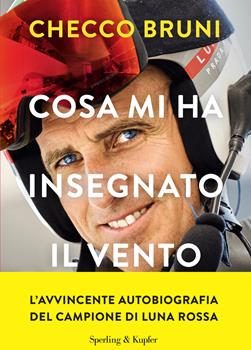 CHECCO BRUNI
COSA MI HA
INSEGNATO
IL VENTO
L'AVVINCENTE AUTOBIOGRAFIA
DEL CAMPIONE DI LUNA ROSSA
Sperling & Kupfer